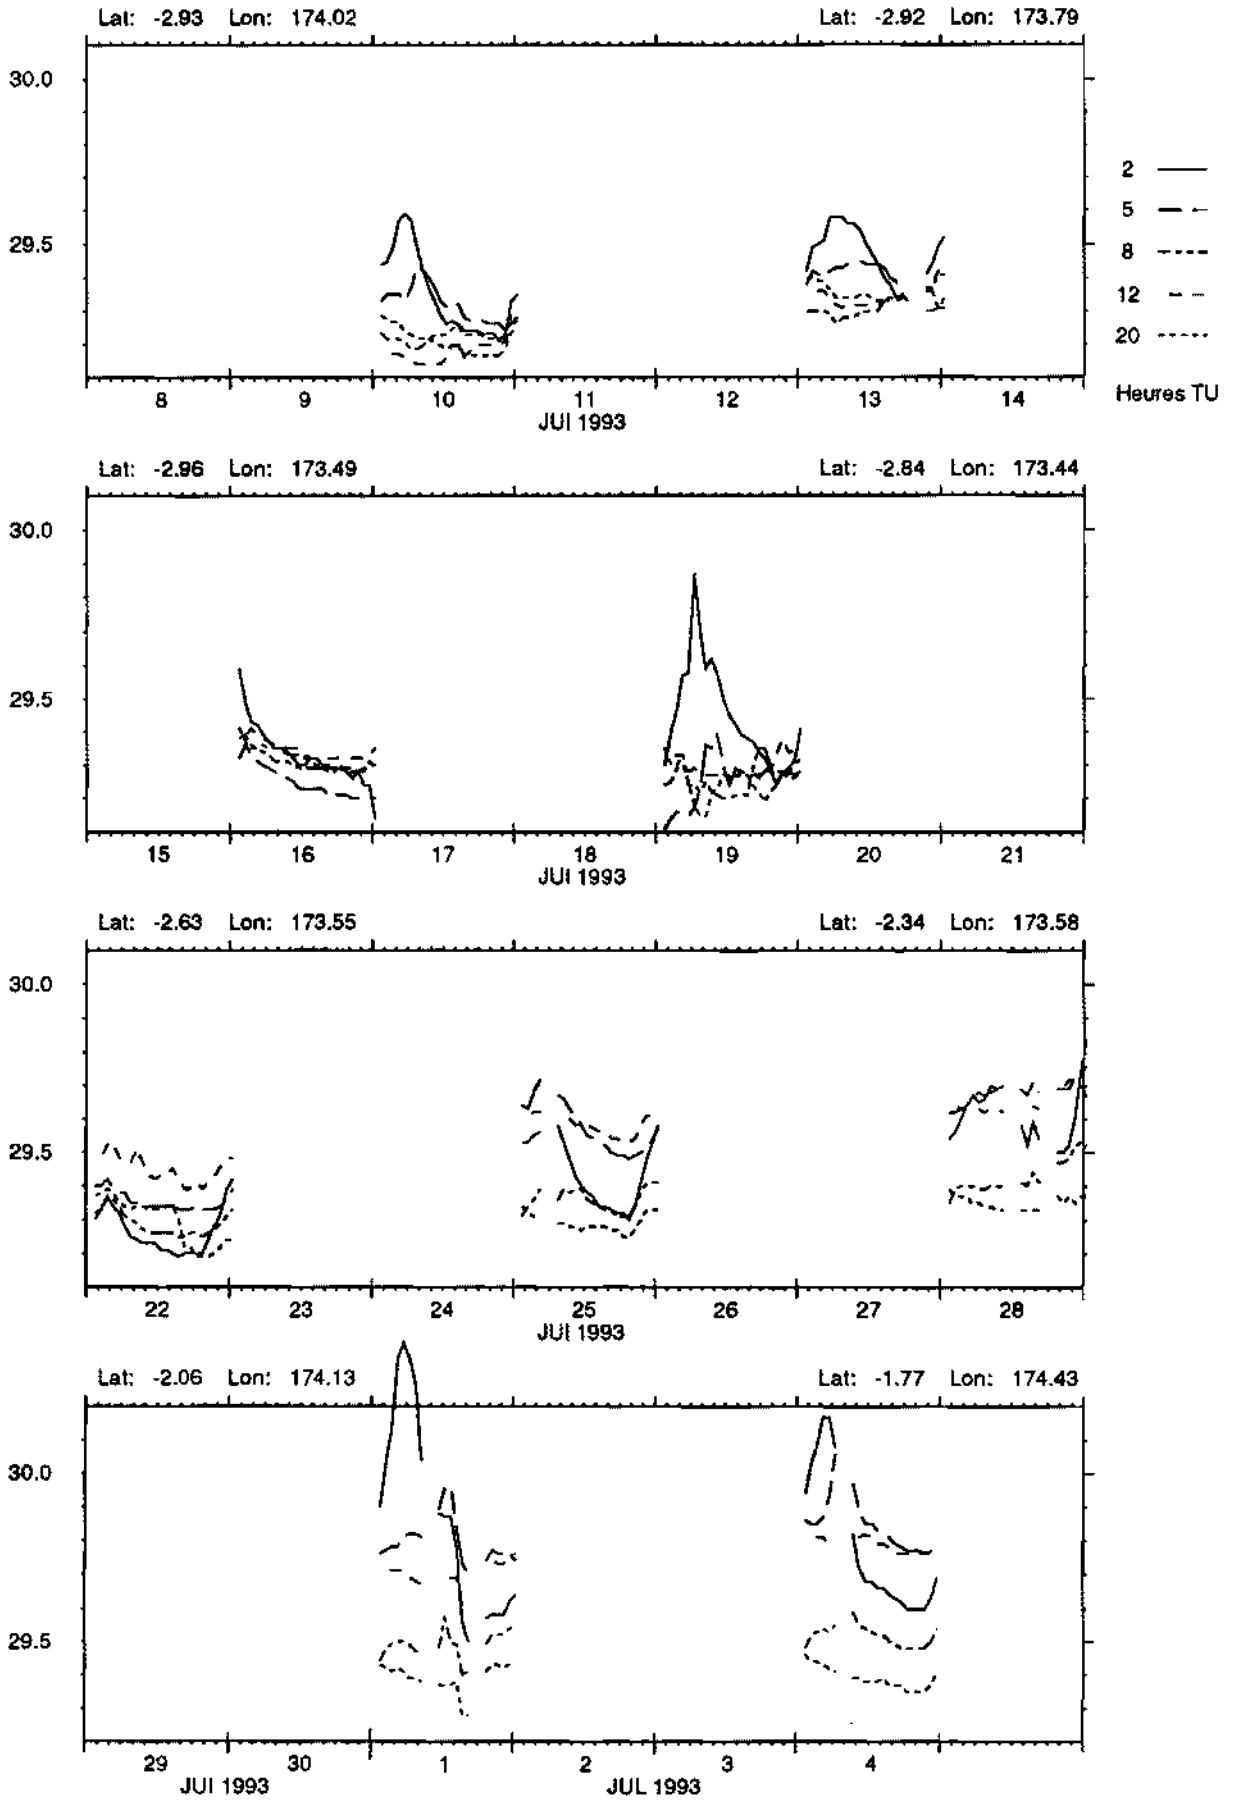 Lat: -2.93 Lon: 174.02 Lat: -2.92 Lon: 173.79
30.0
29.5
2
5
8
12
20
Heures TU
8 9 10 11 12 13 14
JUI 1993
Lat: -2.96 Lon: 173.49 Lat: -2.84 Lon: 173.44
30.0
29.5
15 16 17 18 19 20 21
JUI 1993
Lat: -2.63 Lon: 173.55 Lat: -2.34 Lon: 173.58
30.0
29.5
22 23 24 25 26 27 28
JUI 1993
Lat: -2.06 Lon: 174.13 Lat: -1.77 Lon: 174.43
30.0
29.5
29 30 1 2 3 4
JUI 1993 JUL 1993